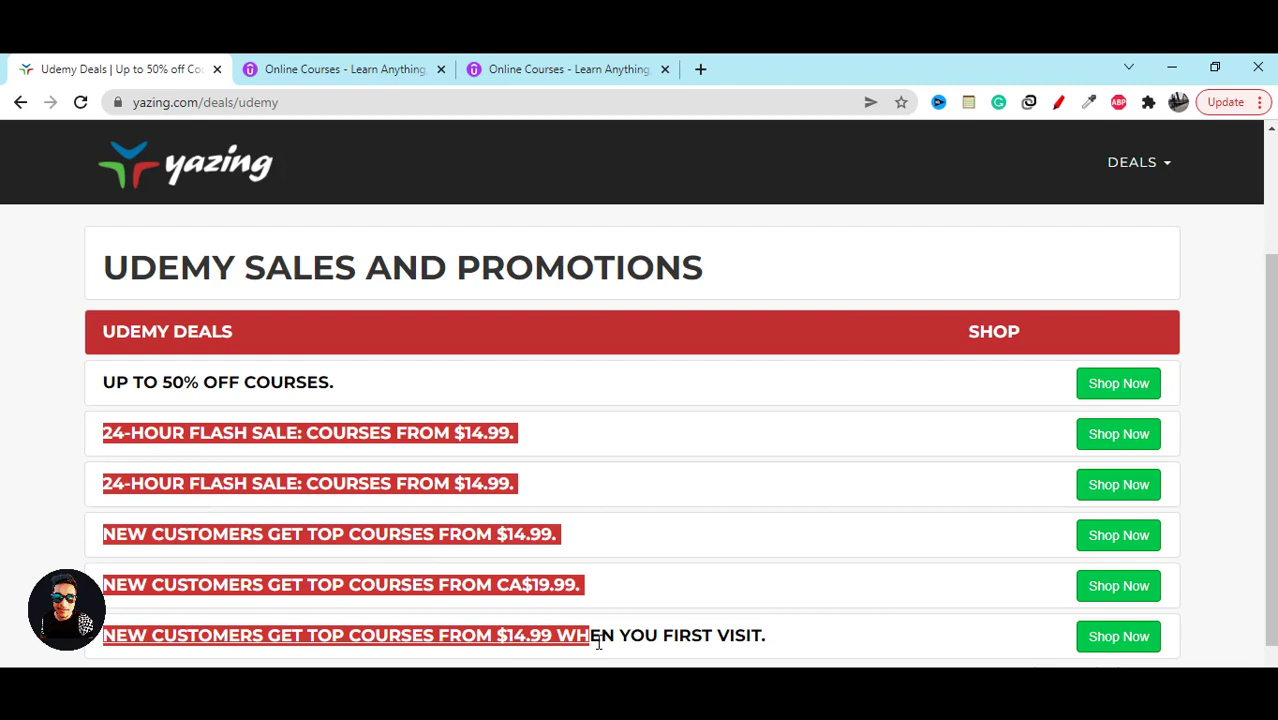 Udemy Deals | Up to 50% off Cou
Online Courses - Learn Anything,
Online Courses - Learn Anything,
yazing.com/deals/udemy
ABP
Update
yazing
DEALS
UDEMY SALES AND PROMOTIONS
UDEMY DEALS SHOP
UP TO 50% OFF COURSES. Shop Now
24-HOUR FLASH SALE: COURSES FROM $14.99. Shop Now
24-HOUR FLASH SALE: COURSES FROM $14.99. Shop Now
NEW CUSTOMERS GET TOP COURSES FROM $14.99. Shop Now
NEW CUSTOMERS GET TOP COURSES FROM CA$19.99. Shop Now
NEW CUSTOMERS GET TOP COURSES FROM $14.99 WHEN YOU FIRST VISIT. Shop Now